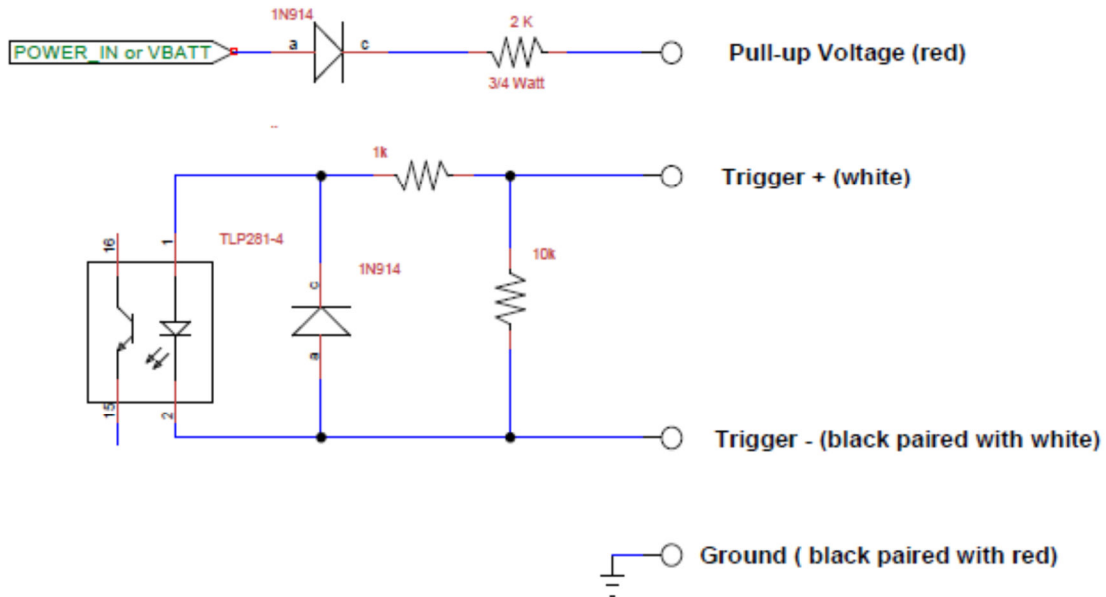 1N914
2 K
POWER_IN or VBATT
a
c
Pull-up Voltage (red)
3/4 Watt
1k
Trigger + (white)
16
1
TLP281-4
10k
c
1N914
a
15
2
Trigger - (black paired with white)
Ground ( black paired with red)